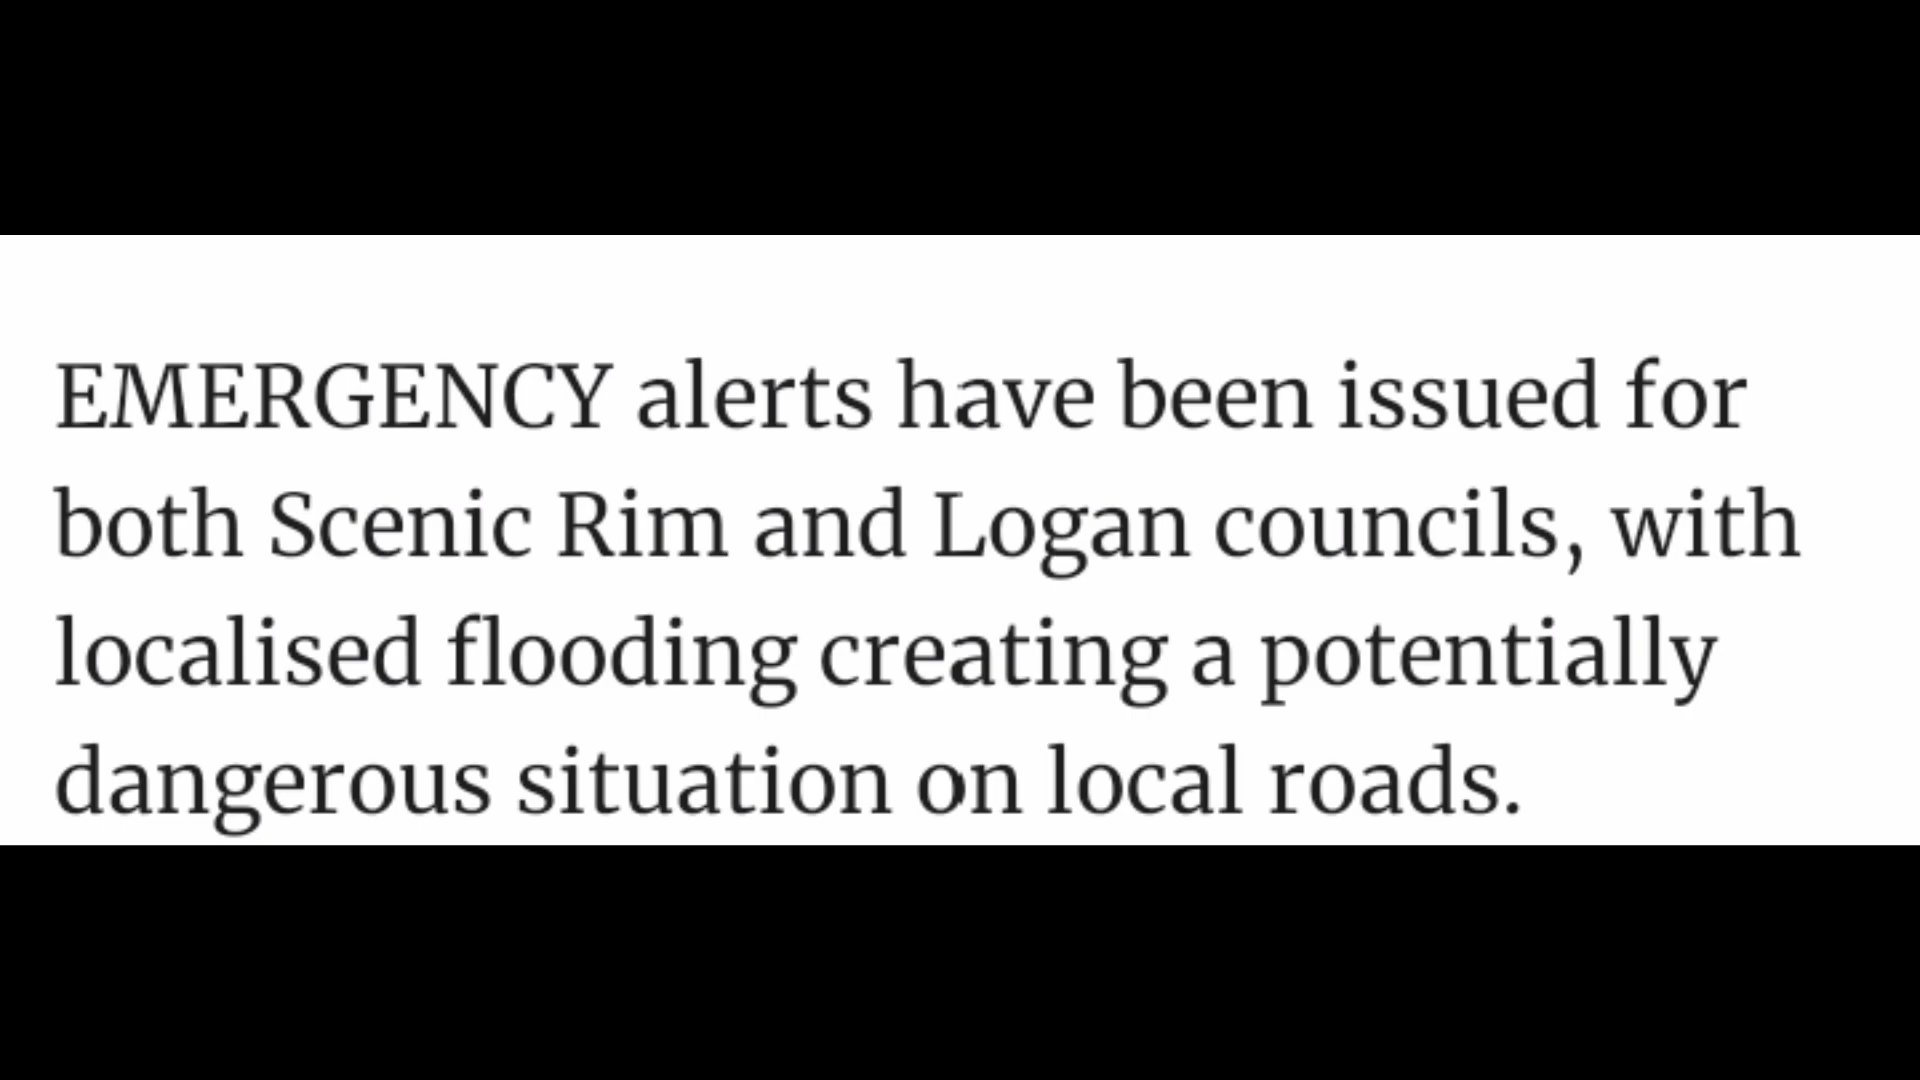 EMERGENCY alerts have been issued for
both Scenic Rim and Logan councils, with
localised flooding creating a potentially
dangerous situation on local roads.